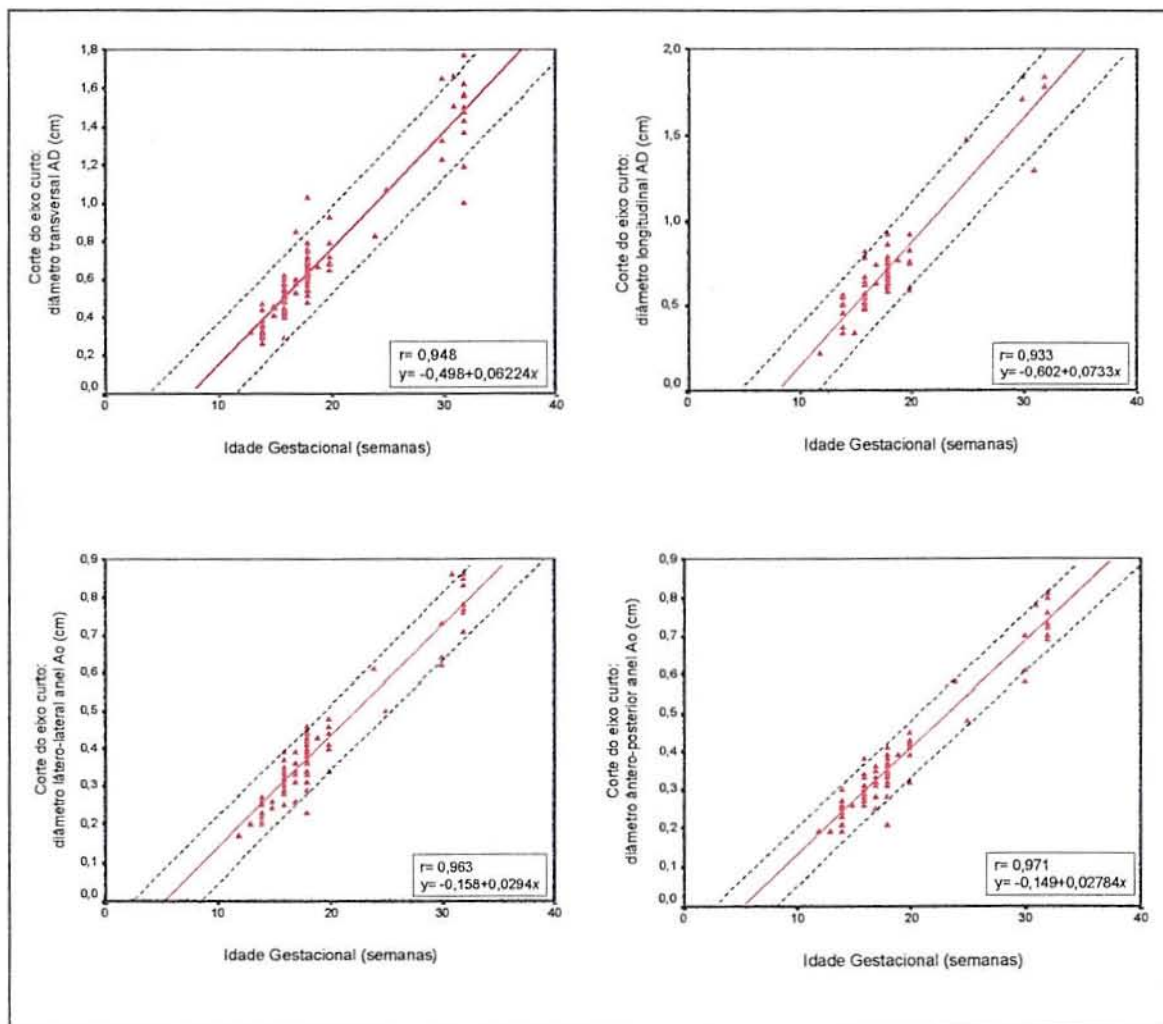 Corte do eixo curto:
diâmetro transversal AD (cm)
1,8
1,6
1,4
1,2
1,0
0,8
0,6
0,4
0,2
0,0
0
10
20
30
40
r= 0,948
y= -0,498+0,06224x
Idade Gestacional (semanas)
Corte do eixo curto:
diâmetro longitudinal AD (cm)
2,0
1,5
1,0
0,5
0,0
0
10
20
30
40
r= 0,933
y= -0,602+0,0733x
Idade Gestacional (semanas)
Corte do eixo curto:
diâmetro látero-lateral anel Ao (cm)
0,9
0,8
0,7
0,6
0,5
0,4
0,3
0,2
0,1
0,0
0
10
20
30
40
r= 0,963
y= -0,158+0,0294x
Idade Gestacional (semanas)
Corte do eixo curto:
diâmetro ântero-posterior anel Ao (cm)
0,9
0,8
0,7
0,6
0,5
0,4
0,3
0,2
0,1
0,0
0
10
20
30
40
r= 0,971
y= -0,149+0,02784x
Idade Gestacional (semanas)